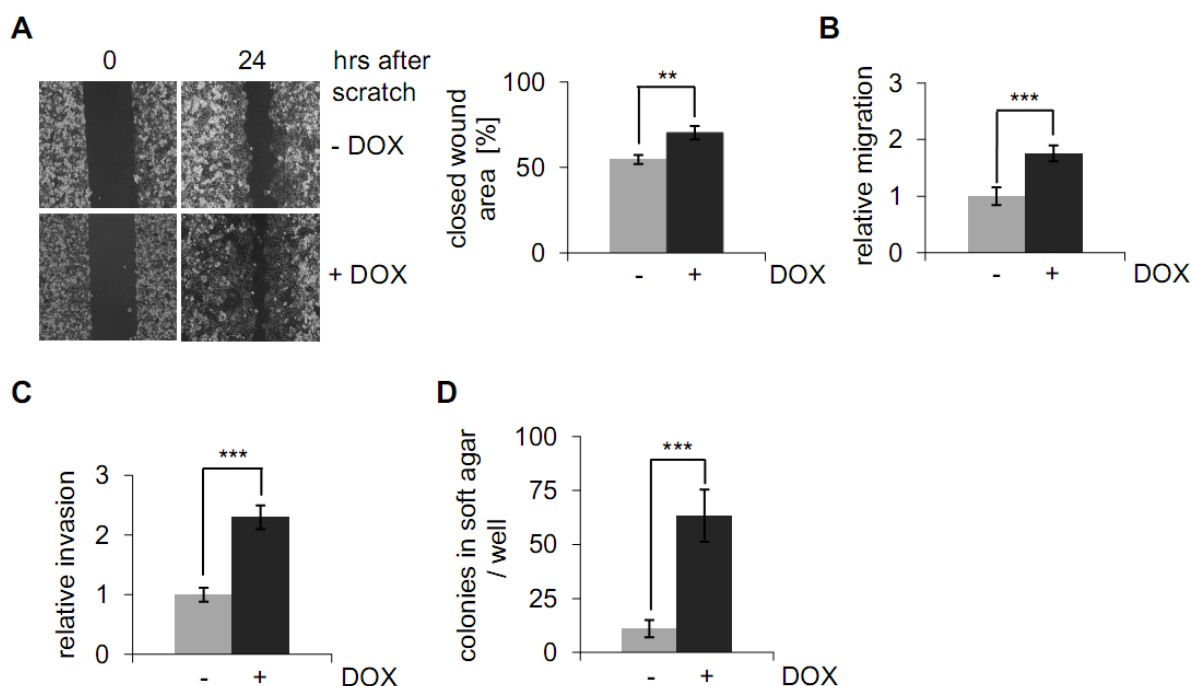 A
0 24 hrs after
scratch
- DOX
+ DOX
closed wound
area [%]
100
50
0
**
- + DOX
B
relative migration
3
2
1
0
***
- + DOX
C
relative invasion
3
2
1
0
***
- + DOX
D
colonies in soft agar
/ well
100
75
50
25
0
***
- + DOX